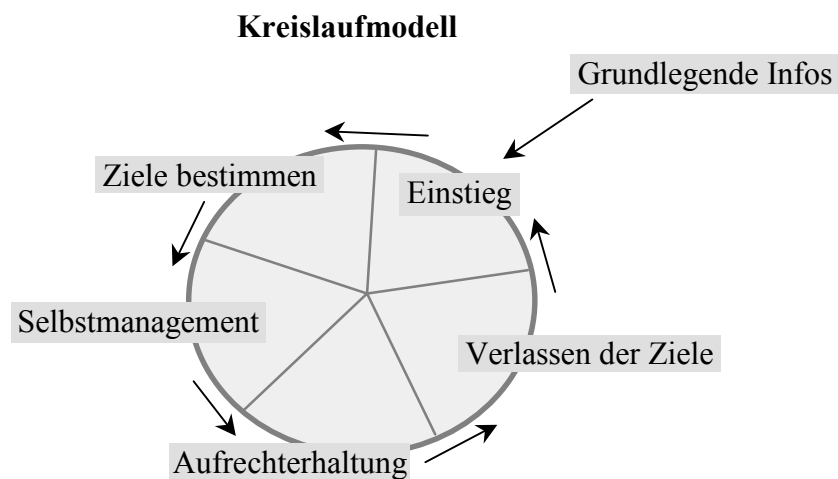 Kreislaufmodell
Grundlegende Infos
Ziele bestimmen
Einstieg
Selbstmanagement
Verlassen der Ziele
Aufrechterhaltung